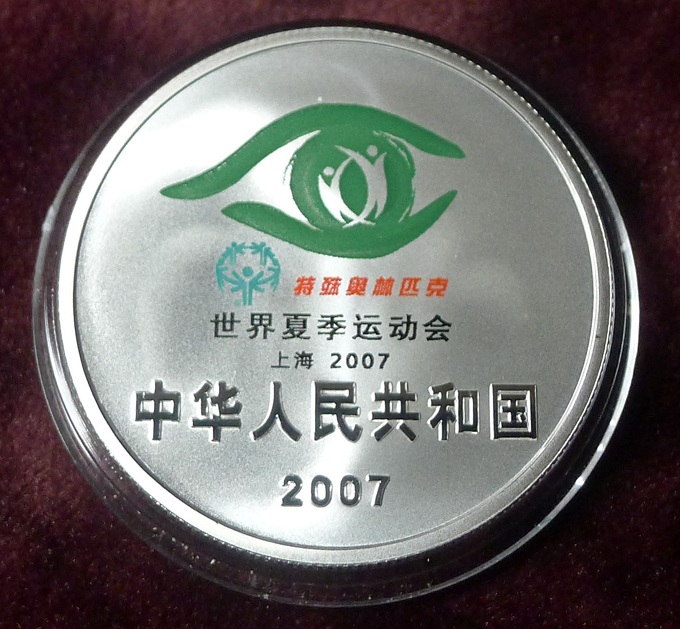 特殊奥林匹克
世界夏季运动会
上海 2007
中华人民共和国
2007